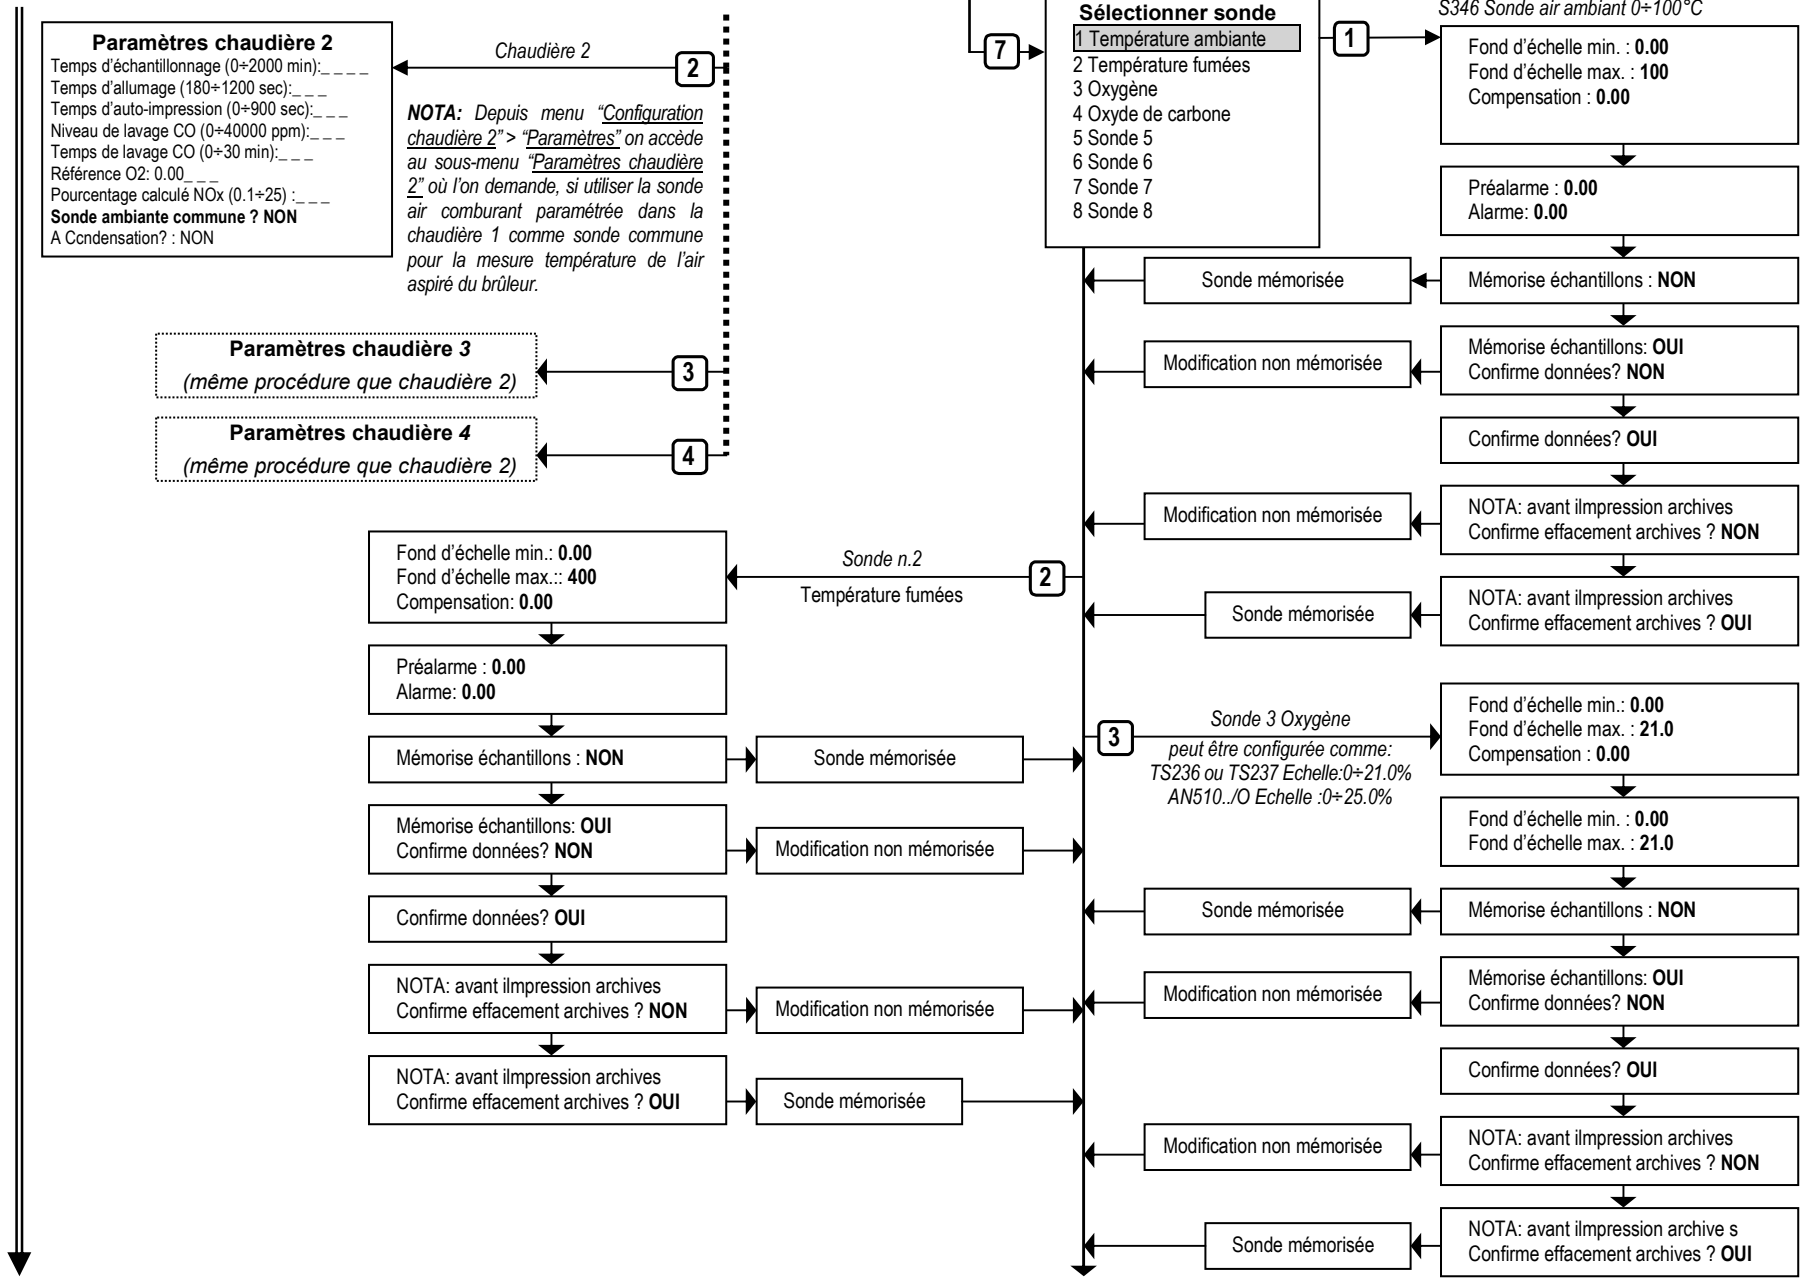 Paramètres chaudière 2
Temps d'échantillonnage (0÷2000 min):_ _ _ _
Temps d'allumage (180÷1200 sec):_ _ _
Temps d'auto-impression (0÷900 sec):_ _ _
Niveau de lavage CO (0÷40000 ppm):_ _ _
Temps de lavage CO (0÷30 min):_ _ _
Référence O2: 0.00_ _ _
Pourcentage calculé NOx (0.1÷25) :_ _ _
Sonde ambiante commune ? NON
A Ccndensation? : NON
Chaudière 2
2
NOTA: Depuis menu “Configuration
chaudière 2” > “Paramètres” on accède
au sous-menu “Paramètres chaudière
2” où l’on demande, si utiliser la sonde
air comburant paramétrée dans la
chaudière 1 comme sonde commune
pour la mesure température de l’air
aspiré du brûleur.
Paramètres chaudière 3
(même procédure que chaudière 2)
3
Paramètres chaudière 4
(même procédure que chaudière 2)
4
7
Sélectionner sonde
1 Température ambiante
2 Température fumées
3 Oxygène
4 Oxyde de carbone
5 Sonde 5
6 Sonde 6
7 Sonde 7
8 Sonde 8
1
S346 Sonde air ambiant 0÷100°C
Fond d’échelle min. : 0.00
Fond d’échelle max. : 100
Compensation : 0.00
Préalarme : 0.00
Alarme: 0.00
Sonde mémorisée
Mémorise échantillons : NON
Modification non mémorisée
Mémorise échantillons: OUI
Confirme données? NON
Confirme données? OUI
Modification non mémorisée
NOTA: avant ilmpression archives
Confirme effacement archives ? NON
Sonde mémorisée
NOTA: avant ilmpression archives
Confirme effacement archives ? OUI
Sonde n.2
Température fumées
2
Fond d’échelle min.: 0.00
Fond d’échelle max.:: 400
Compensation: 0.00
Préalarme : 0.00
Alarme: 0.00
Mémorise échantillons : NON
Sonde mémorisée
Mémorise échantillons: OUI
Confirme données? NON
Modification non mémorisée
Confirme données? OUI
NOTA: avant ilmpression archives
Confirme effacement archives ? NON
Modification non mémorisée
NOTA: avant ilmpression archives
Confirme effacement archives ? OUI
Sonde mémorisée
3
Sonde 3 Oxygène
peut être configurée comme:
TS236 ou TS237 Echelle:0÷21.0%
AN510../O Echelle :0÷25.0%
Fond d’échelle min.: 0.00
Fond d’échelle max. : 21.0
Compensation : 0.00
Fond d’échelle min. : 0.00
Fond d’échelle max. : 21.0
Sonde mémorisée
Mémorise échantillons : NON
Modification non mémorisée
Mémorise échantillons: OUI
Confirme données? NON
Confirme données? OUI
Modification non mémorisée
NOTA: avant ilmpression archives
Confirme effacement archives ? NON
Sonde mémorisée
NOTA: avant ilmpression archive s
Confirme effacement archives ? OUI